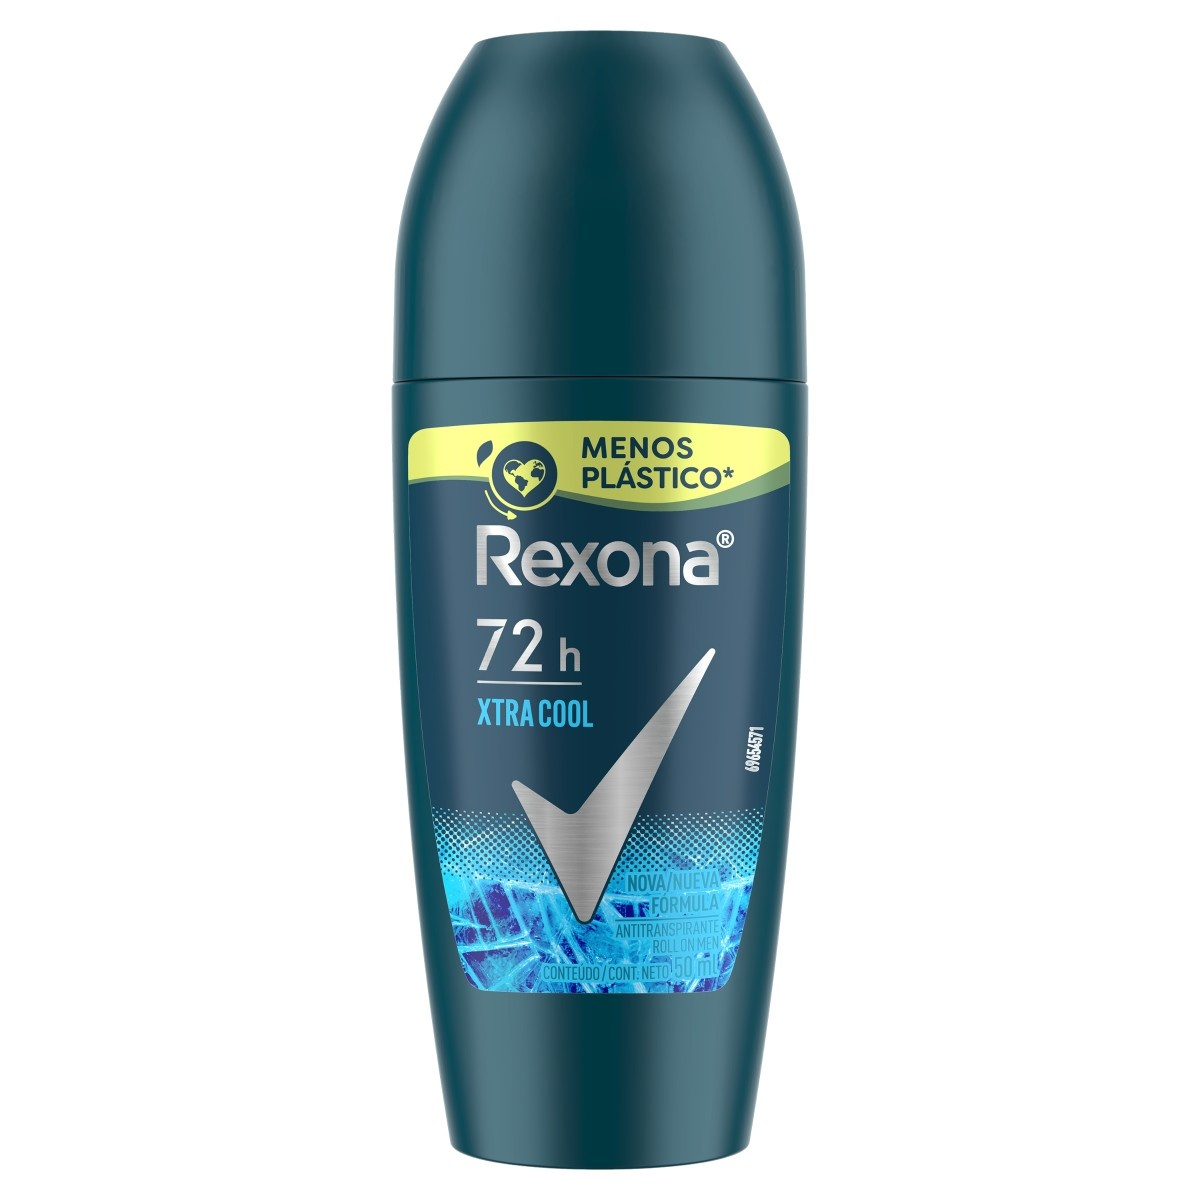 MENOS
PLÁSTICO*
Rexona®
72 h
XTRA COOL
69654571
NOVA/NUEVA
FÓRMULA
ANTITRANSPIRANTE
ROLL ON MEN
CONTEÚDO/CONT. NETO 50 ml